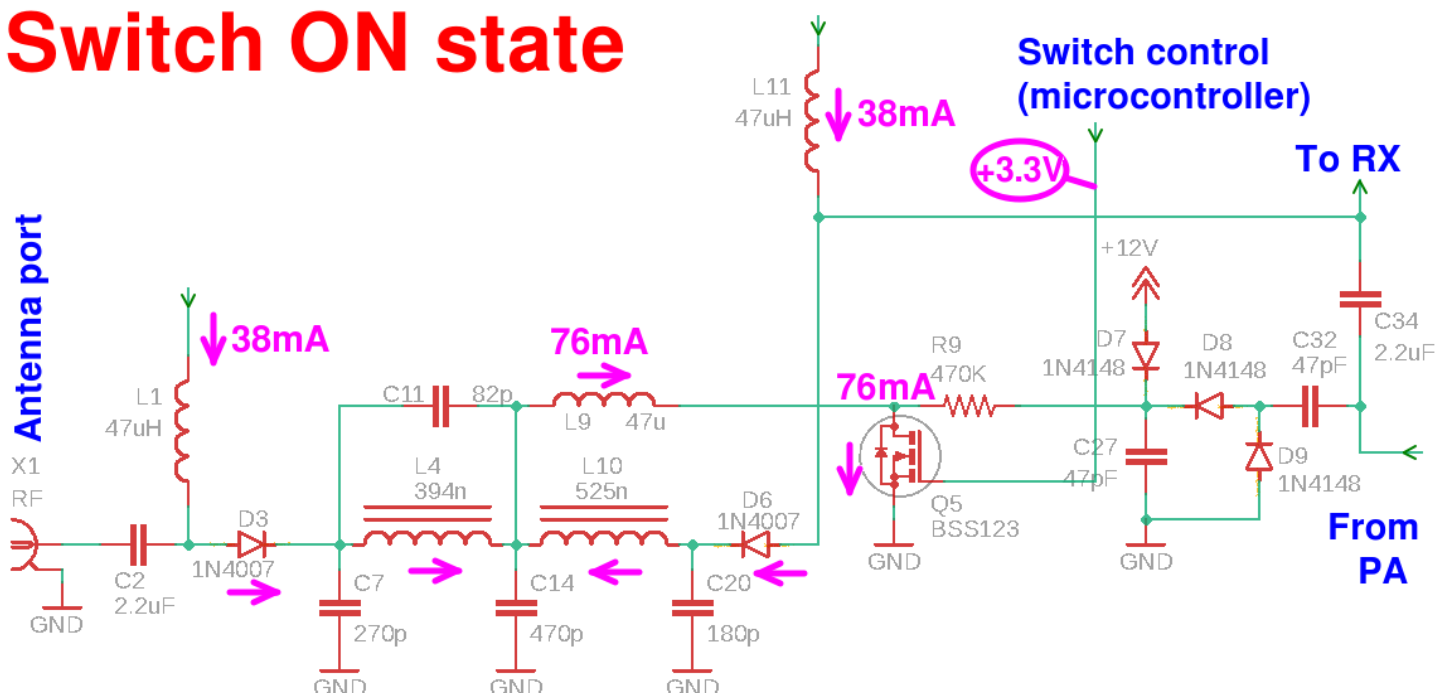 Switch ON state
L11
47uH
38mA
Switch control
(microcontroller)
+3.3V
To RX
Antenna port
38mA
L1
47uH
76mA
C11
82p
L9
47u
76mA
R9
470K
+12V
D7
1N4148
D8
1N4148
C32
47pF
C34
2.2uF
C27
47pF
D9
1N4148
X1
RF
GND
C2
2.2uF
D3
1N4007
L4
394n
L10
525n
D6
1N4007
Q5
BSS123
GND
GND
From
PA
C7
270p
GND
C14
470p
GND
C20
180p
GND